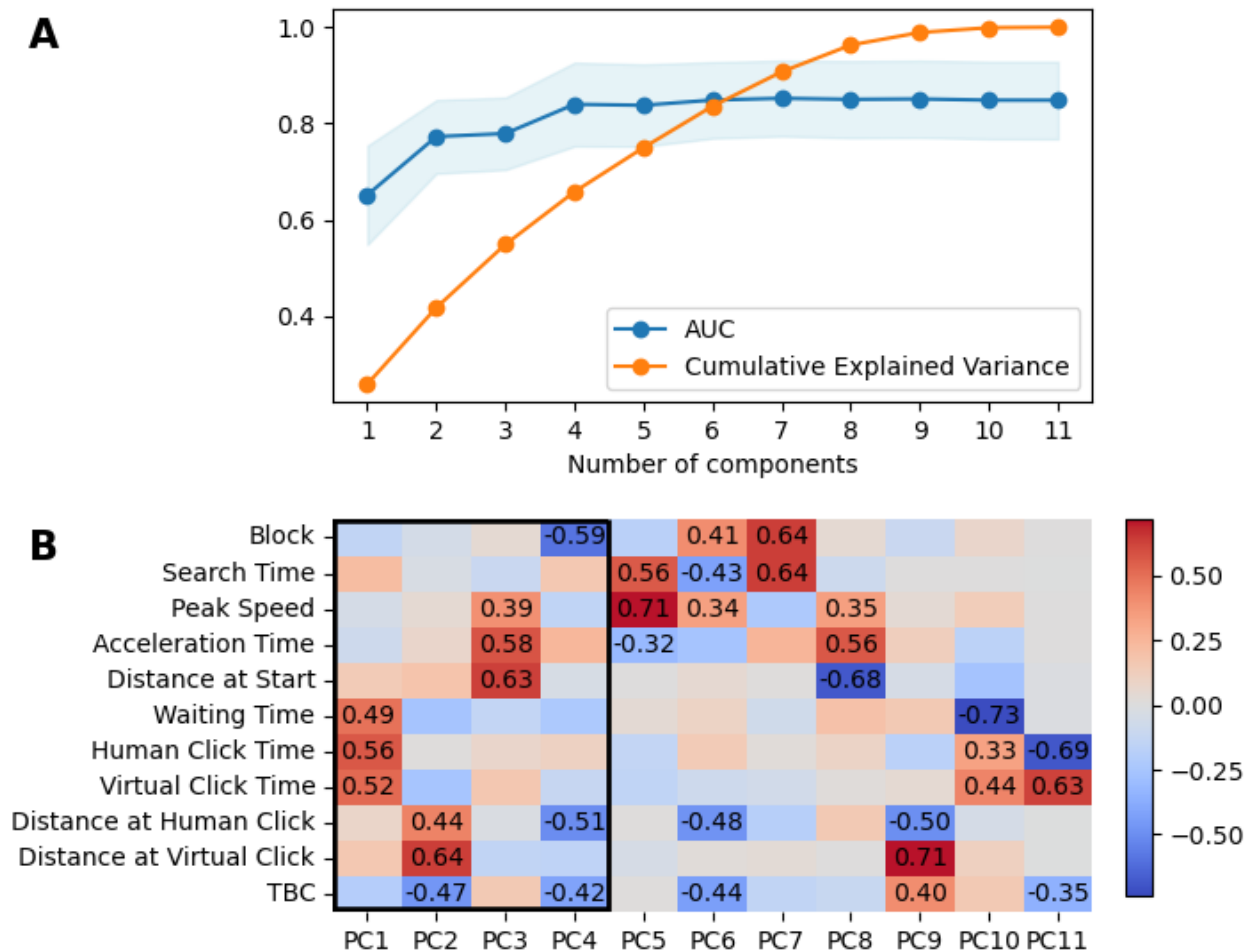 A
1.0
0.8
0.6
0.4
AUC
Cumulative Explained Variance
1 2 3 4 5 6 7 8 9 10 11
Number of components
B
Block -0.59 0.41 0.64
Search Time 0.56 -0.43 0.64
Peak Speed 0.39 0.71 0.34 0.35
Acceleration Time 0.58 -0.32 0.56
Distance at Start 0.63 -0.68
Waiting Time 0.49 -0.73
Human Click Time 0.56 0.33 -0.69
Virtual Click Time 0.52 0.44 0.63
Distance at Human Click 0.44 -0.51 -0.48 -0.50
Distance at Virtual Click 0.64 0.71
TBC -0.47 -0.42 -0.44 0.40 -0.35
PC1 PC2 PC3 PC4 PC5 PC6 PC7 PC8 PC9 PC10 PC11
0.50
0.25
0.00
−0.25
−0.50